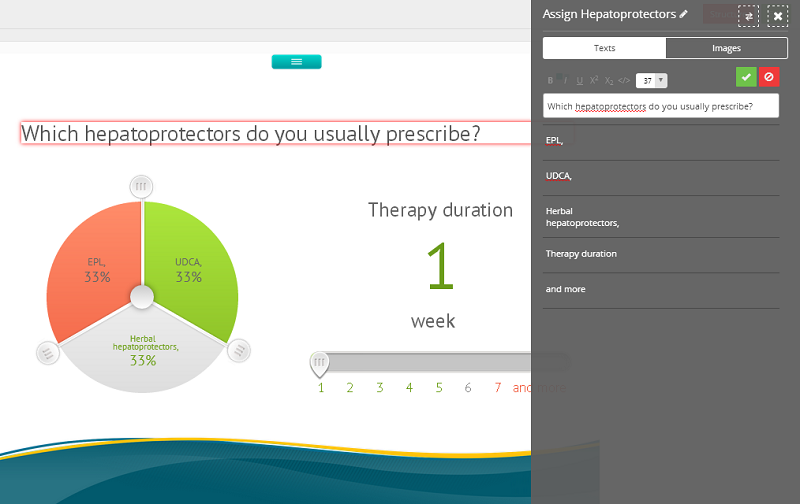 Assign Hepatoprotectors
Texts
Images
B I U X² X₂ </> 37
Which hepatoprotectors do you usually prescribe?
EPL,
UDCA,
Herbal
hepatoprotectors,
Therapy duration
and more
Which hepatoprotectors do you usually prescribe?
EPL,
33%
UDCA,
33%
Herbal
hepatoprotectors,
33%
Therapy duration
1
week
1 2 3 4 5 6 7 and more